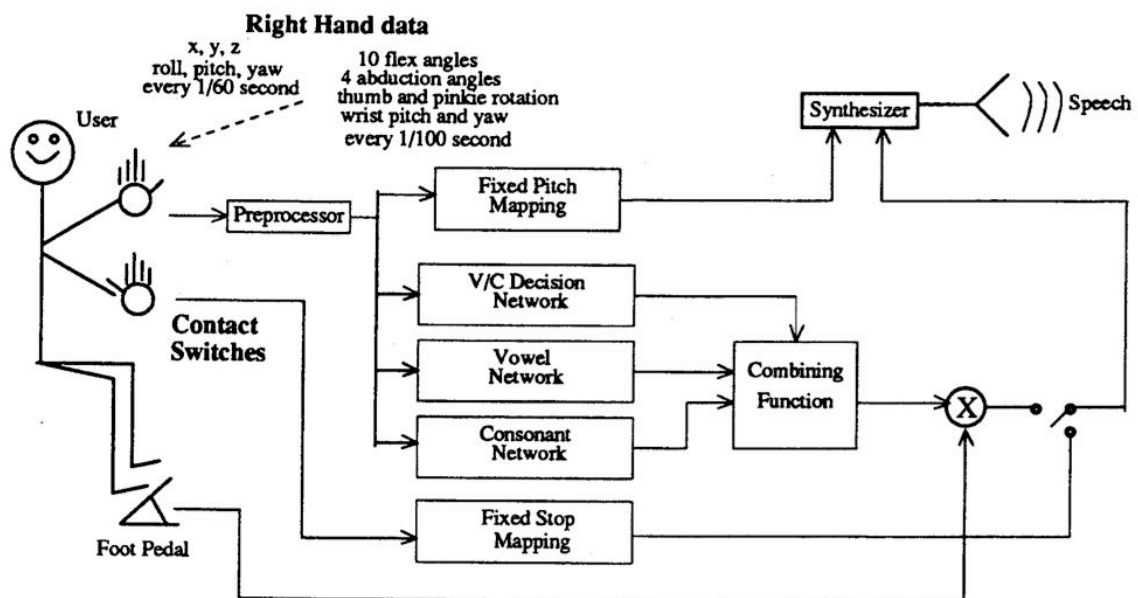 Right Hand data
x, y, z
roll, pitch, yaw
every 1/60 second
10 flex angles
4 abduction angles
thumb and pinkie rotation
wrist pitch and yaw
every 1/100 second
User
Synthesizer
Speech
Preprocessor
Fixed Pitch
Mapping
V/C Decision
Network
Contact
Switches
Vowel
Network
Combining
Function
X
Consonant
Network
Fixed Stop
Mapping
Foot Pedal